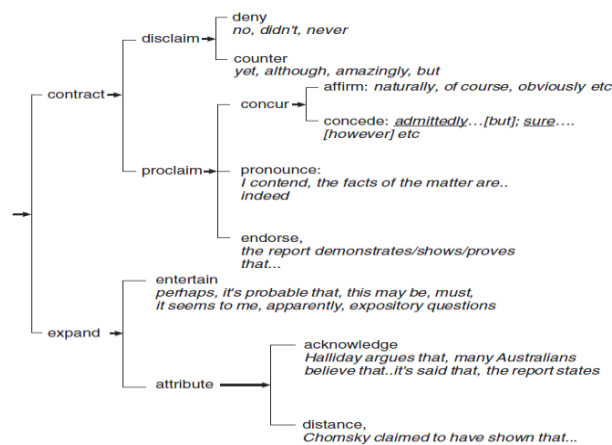 deny
no, didn't, never
disclaim
counter
yet, although, amazingly, but
contract
affirm: naturally, of course, obviously etc
concur
concede: admittedly…[but]; sure….
[however] etc
proclaim
pronounce:
I contend, the facts of the matter are..
indeed
endorse,
the report demonstrates/shows/proves
that...
entertain
perhaps, it's probable that, this may be, must,
it seems to me, apparently, expository questions
expand
acknowledge
Halliday argues that, many Australians
believe that..it's said that, the report states
attribute
distance,
Chomsky claimed to have shown that...